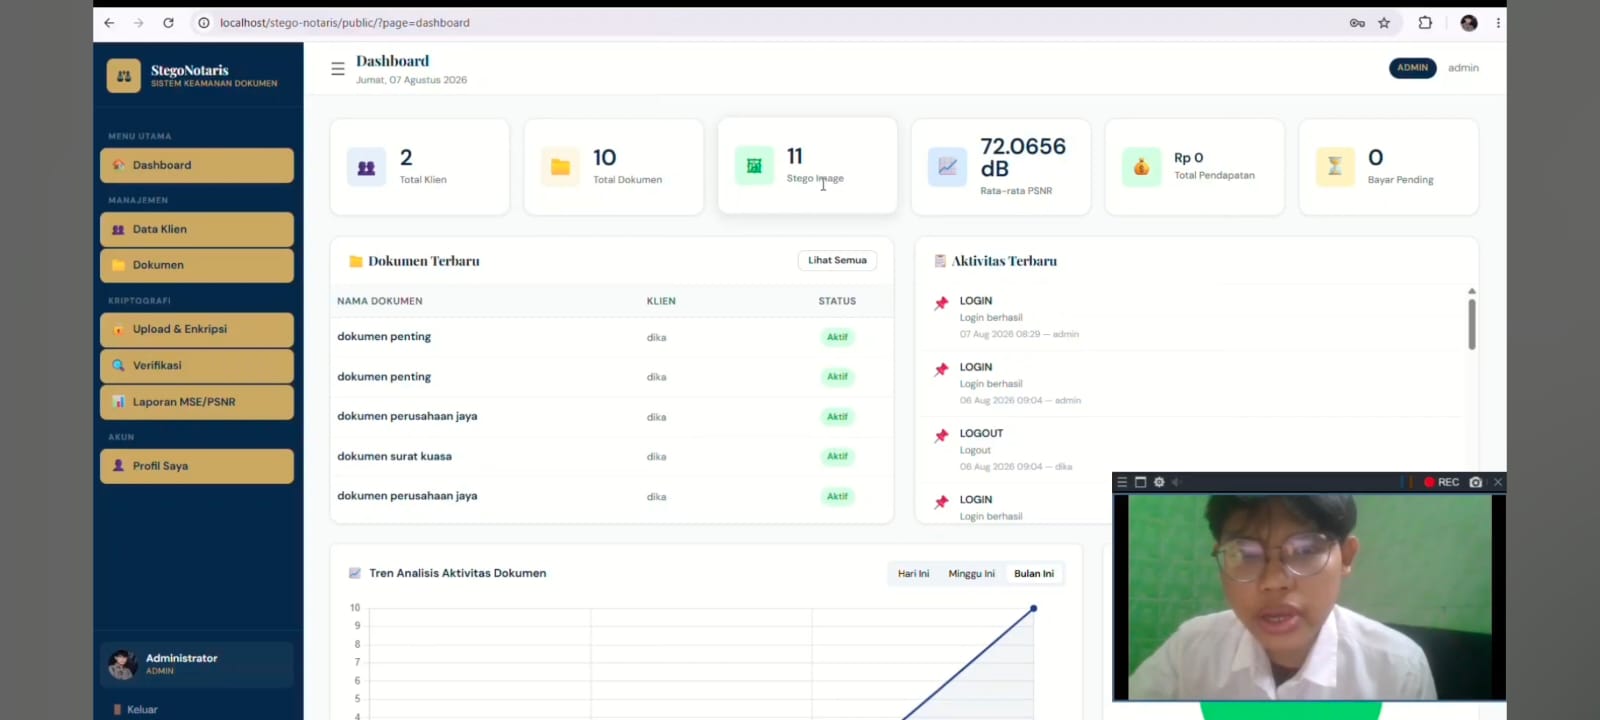 localhost/stego-notaris/public/?page=dashboard
StegoNotaris
SISTEM KEAMANAN DOKUMEN
MENU UTAMA
Dashboard
MANAJEMEN
Data Klien
Dokumen
KRIPTOGRAFI
Upload & Enkripsi
Verifikasi
Laporan MSE/PSNR
AKUN
Profil Saya
Administrator
ADMIN
Keluar
Dashboard
Jumat, 07 Agustus 2026
ADMIN
admin
2
Total Klien
10
Total Dokumen
11
Stego Image
72.0656
dB
Rata-rata PSNR
Rp 0
Total Pendapatan
0
Bayar Pending
Dokumen Terbaru
Lihat Semua
NAMA DOKUMEN KLIEN STATUS
dokumen penting dika Aktif
dokumen penting dika Aktif
dokumen perusahaan jaya dika Aktif
dokumen surat kuasa dika Aktif
dokumen perusahaan jaya dika Aktif
Aktivitas Terbaru
LOGIN
Login berhasil
07 Aug 2026 08:29 — admin
LOGIN
Login berhasil
06 Aug 2026 09:04 — admin
LOGOUT
Logout
06 Aug 2026 09:04 — dika
LOGIN
Login berhasil
REC
Tren Analisis Aktivitas Dokumen
Hari Ini Minggu Ini Bulan Ini
10
9
8
7
6
5
4